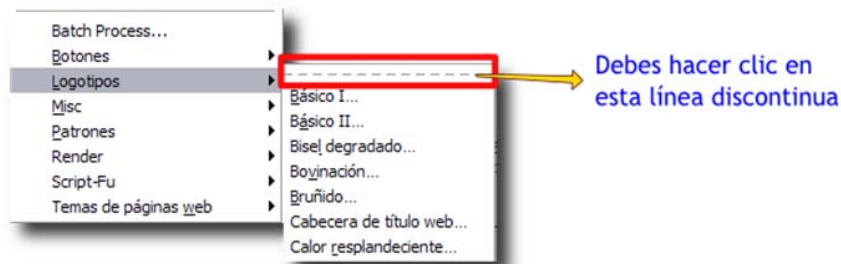 Batch Process...
Botones
Logotipos
Misc
Patrones
Render
Script-Fu
Temas de páginas web
Básico I...
Básico II...
Bisel degradado...
Bovinación...
Bruñido...
Cabecera de título web...
Calor resplandeciente...
Debes hacer clic en
esta línea discontinua